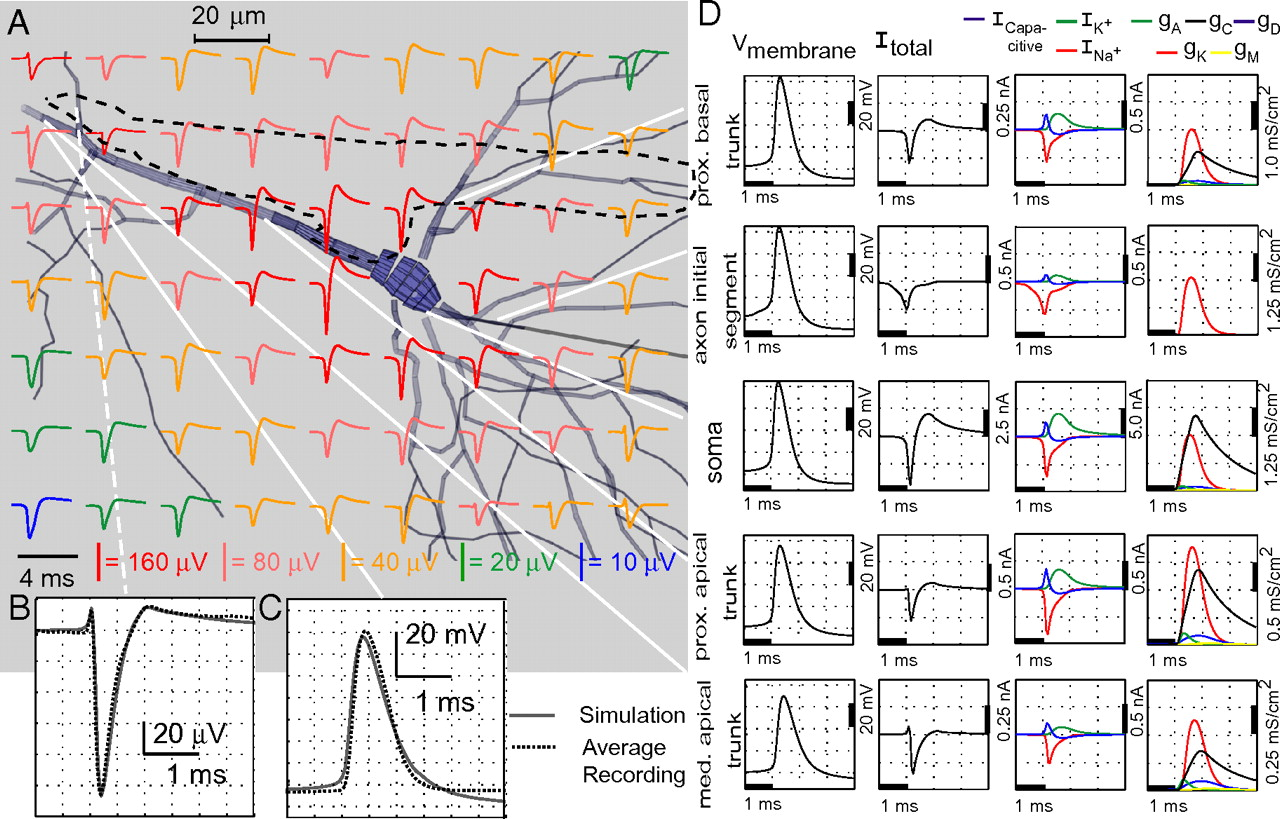 A
20 µm
4 ms
= 160 µV
= 80 µV
= 40 µV
= 20 µV
= 10 µV
B
20 µV
1 ms
C
20 mV
1 ms
Simulation
Average
Recording
D
Vmembrane
Itotal
ICapa-
citive
IK+
INa+
gA
gC
gD
gK
gM
prox. basal
trunk
20 mV
0.25 nA
0.5 nA
1.0 mS/cm2
1 ms
1 ms
1 ms
1 ms
axon initial
segment
20 mV
0.5 nA
0.5 nA
1.25 mS/cm2
1 ms
1 ms
1 ms
1 ms
soma
20 mV
2.5 nA
5.0 nA
1.25 mS/cm2
1 ms
1 ms
1 ms
1 ms
prox. apical
trunk
20 mV
0.5 nA
5.0 nA
0.5 mS/cm2
1 ms
1 ms
1 ms
1 ms
med. apical
trunk
20 mV
0.25 nA
0.5 nA
0.25 mS/cm2
1 ms
1 ms
1 ms
1 ms